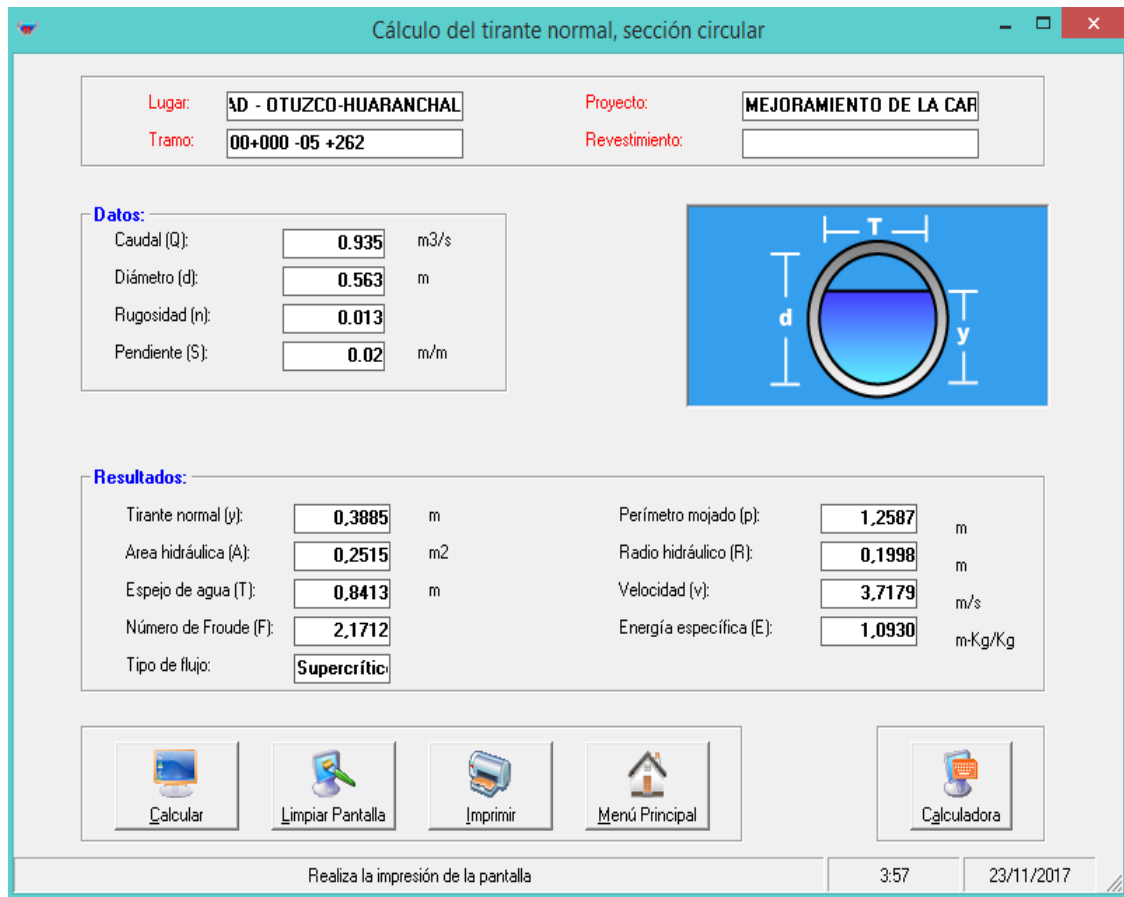 Cálculo del tirante normal, sección circular
Lugar: \D - OTUZCO-HUARANCHAL Proyecto: MEJORAMIENTO DE LA CAR
Tramo: 00+000 -05 +262 Revestimiento:
Datos:
Caudal (Q): 0.935 m3/s
Diámetro (d): 0.563 m
Rugosidad (n): 0.013
Pendiente (S): 0.02 m/m
T
d
y
Resultados:
Tirante normal (y): 0,3885 m Perímetro mojado (p): 1,2587 m
Area hidráulica (A): 0,2515 m2 Radio hidráulico (R): 0,1998 m
Espejo de agua (T): 0,8413 m Velocidad (v): 3,7179 m/s
Número de Froude (F): 2,1712 Energía específica (E): 1,0930 m-Kg/Kg
Tipo de flujo: Supercrític
Calcular Limpiar Pantalla Imprimir Menú Principal Calculadora
Realiza la impresión de la pantalla 3:57 23/11/2017